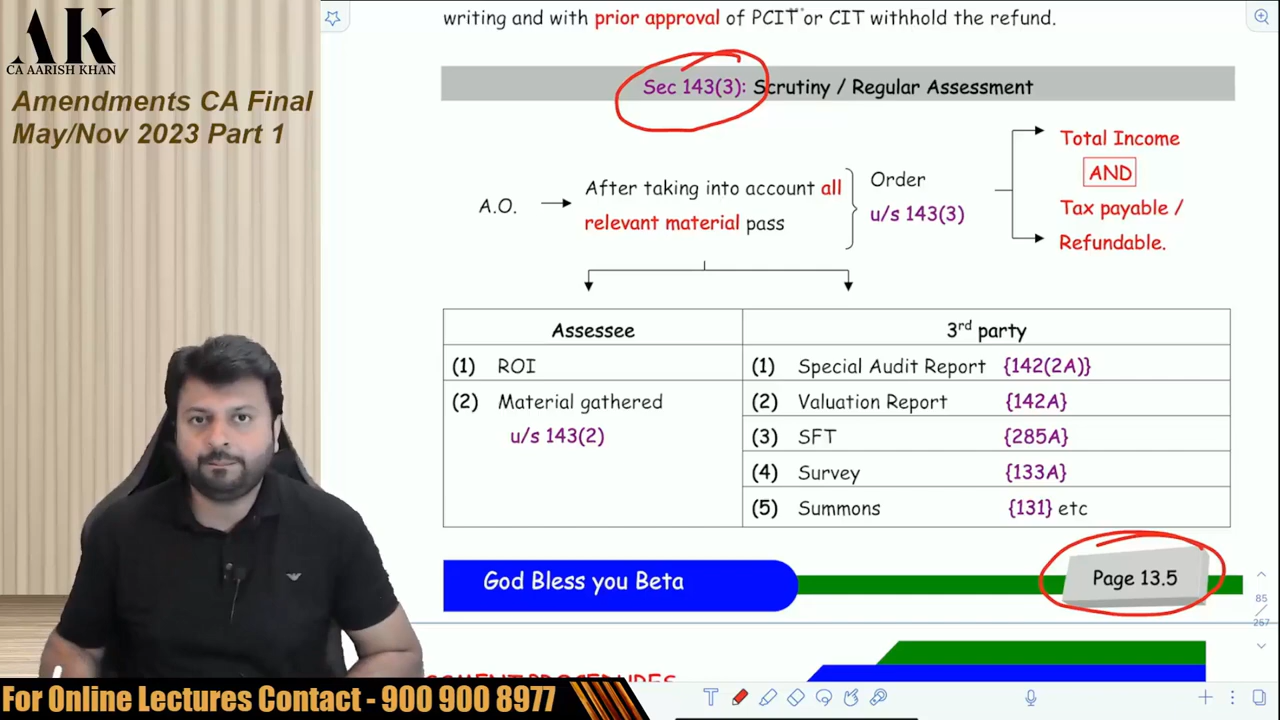 AK
CA AARISH KHAN
Amendments CA Final
May/Nov 2023 Part 1
writing and with prior approval of PCIT or CIT withhold the refund.
Sec 143(3): Scrutiny / Regular Assessment
A.O.
After taking into account all
relevant material pass
Order
u/s 143(3)
Total Income
AND
Tax payable /
Refundable.
Assessee
3rd party
(1) ROI
(1) Special Audit Report {142(2A)}
(2) Material gathered
u/s 143(2)
(2) Valuation Report {142A}
(3) SFT {285A}
(4) Survey {133A}
(5) Summons {131} etc
God Bless you Beta
Page 13.5
85
257
For Online Lectures Contact - 900 900 8977